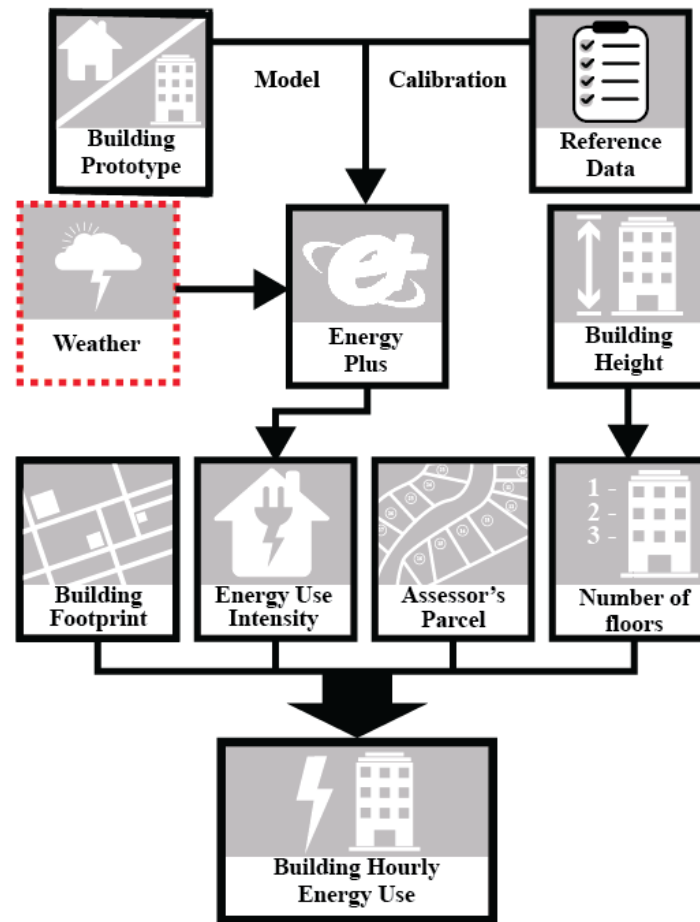 Model
Calibration
Building
Prototype
Reference
Data
Weather
e+
Energy
Plus
Building
Height
1 -
2 -
3 -
Building
Footprint
Energy Use
Intensity
Assessor's
Parcel
Number of
floors
Building Hourly
Energy Use